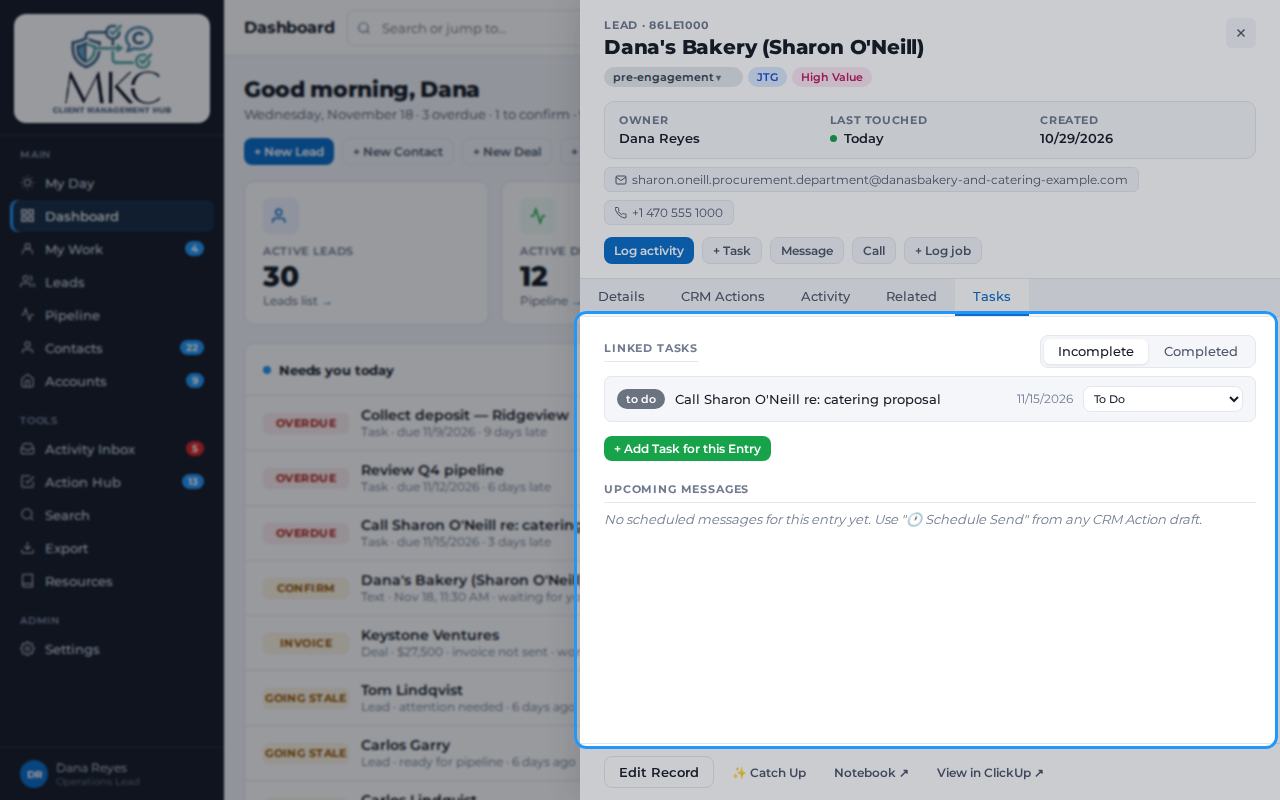 MKC
CLIENT MANAGEMENT HUB
MAIN
My Day
Dashboard
My Work 4
Leads
Pipeline
Contacts 22
Accounts 9
TOOLS
Activity Inbox 5
Action Hub 13
Search
Export
Resources
ADMIN
Settings
DR
Dana Reyes
Operations Lead
Dashboard
Search or jump to...
Good morning, Dana
Wednesday, November 18 · 3 overdue · 1 to confirm ·
+ New Lead
+ New Contact
+ New Deal
+
ACTIVE LEADS
30
Leads list →
ACTIVE D
12
Pipeline →
Needs you today
OVERDUE
Collect deposit — Ridgeview
Task · due 11/9/2026 · 9 days late
OVERDUE
Review Q4 pipeline
Task · due 11/12/2026 · 6 days late
OVERDUE
Call Sharon O'Neill re: catering
Task · due 11/15/2026 · 3 days late
CONFIRM
Dana's Bakery (Sharon O'Neill
Text · Nov 18, 11:30 AM · waiting for
INVOICE
Keystone Ventures
Deal · $27,500 · invoice not sent ·
GOING STALE
Tom Lindqvist
Lead · attention needed · 6 days ago
GOING STALE
Carlos Garry
Lead · ready for pipeline · 6 days ago
Carlos Lindquist
LEAD · 86LE1000
Dana's Bakery (Sharon O'Neill)
✕
pre-engagement ▾
JTG
High Value
OWNER
Dana Reyes
LAST TOUCHED
Today
CREATED
10/29/2026
sharon.oneill.procurement.department@danasbakery-and-catering-example.com
+1 470 555 1000
Log activity
+ Task
Message
Call
+ Log job
Details
CRM Actions
Activity
Related
Tasks
LINKED TASKS
Incomplete
Completed
to do
Call Sharon O'Neill re: catering proposal
11/15/2026
To Do
+ Add Task for this Entry
UPCOMING MESSAGES
No scheduled messages for this entry yet. Use "🕐 Schedule Send" from any CRM Action draft.
Edit Record
✨ Catch Up
Notebook ↗
View in ClickUp ↗